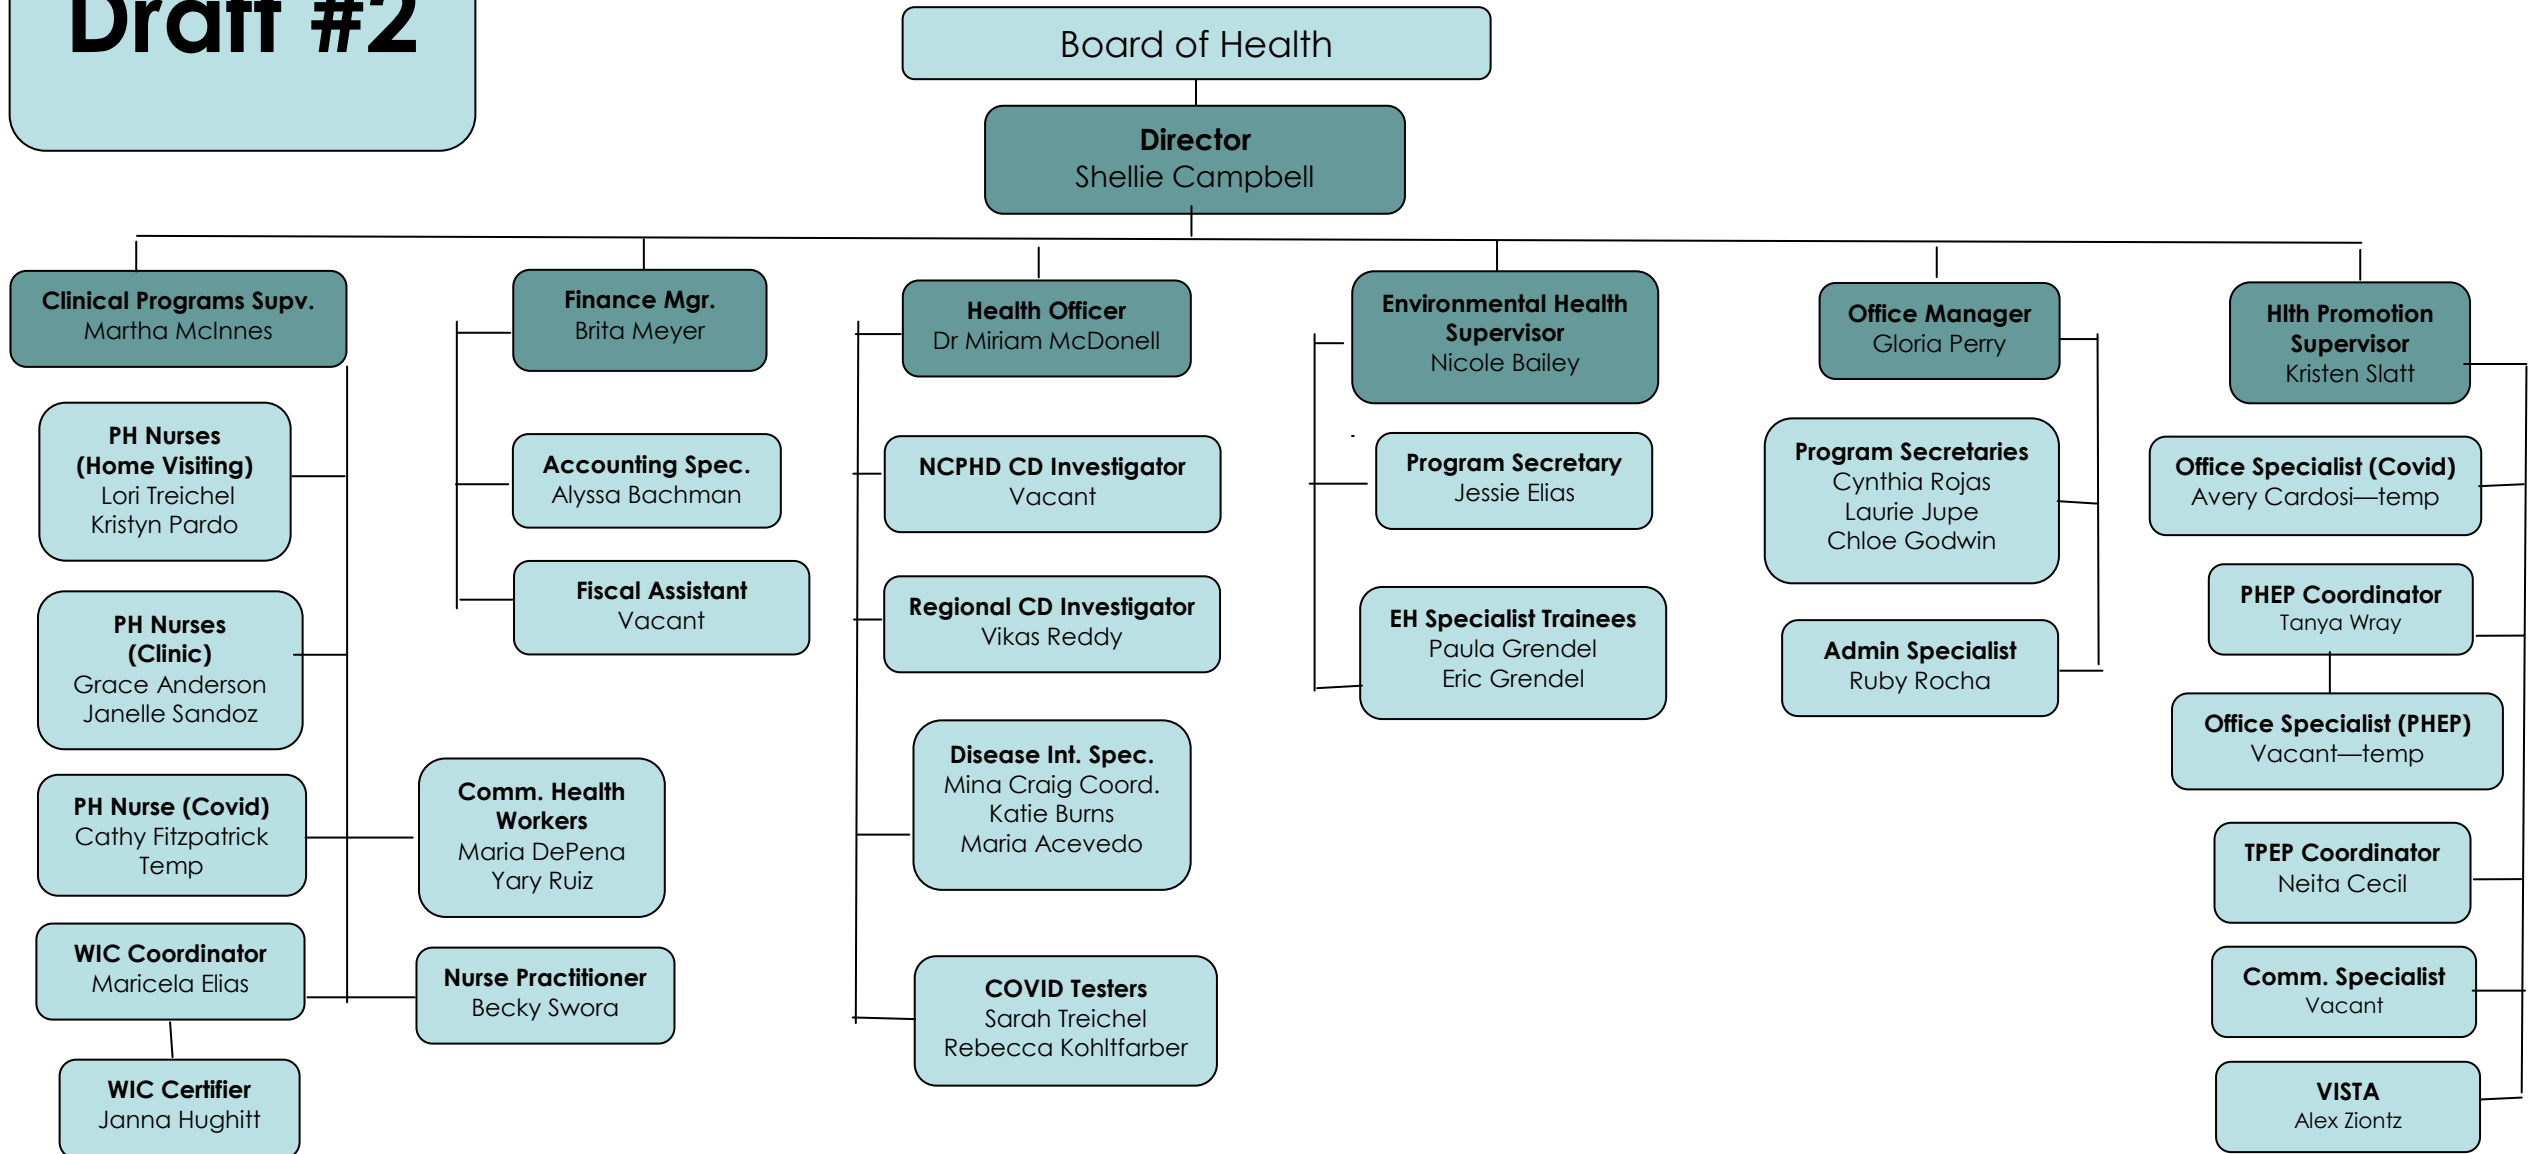 Draft #2
Board of Health
Director
Shellie Campbell
Clinical Programs Supv.
Martha McInnes
PH Nurses
(Home Visiting)
Lori Treichel
Kristyn Pardo
PH Nurses
(Clinic)
Grace Anderson
Janelle Sandoz
PH Nurse (Covid)
Cathy Fitzpatrick
Temp
WIC Coordinator
Maricela Elias
WIC Certifier
Janna Hughitt
Comm. Health
Workers
Maria DePena
Yary Ruiz
Nurse Practitioner
Becky Swora
Finance Mgr.
Brita Meyer
Accounting Spec.
Alyssa Bachman
Fiscal Assistant
Vacant
Health Officer
Dr Miriam McDonell
NCPHD CD Investigator
Vacant
Regional CD Investigator
Vikas Reddy
Disease Int. Spec.
Mina Craig Coord.
Katie Burns
Maria Acevedo
COVID Testers
Sarah Treichel
Rebecca Kohltfarber
Environmental Health
Supervisor
Nicole Bailey
Program Secretary
Jessie Elias
EH Specialist Trainees
Paula Grendel
Eric Grendel
Office Manager
Gloria Perry
Program Secretaries
Cynthia Rojas
Laurie Jupe
Chloe Godwin
Admin Specialist
Ruby Rocha
Hlth Promotion
Supervisor
Kristen Slatt
Office Specialist (Covid)
Avery Cardosi—temp
PHEP Coordinator
Tanya Wray
Office Specialist (PHEP)
Vacant—temp
TPEP Coordinator
Neita Cecil
Comm. Specialist
Vacant
VISTA
Alex Ziontz